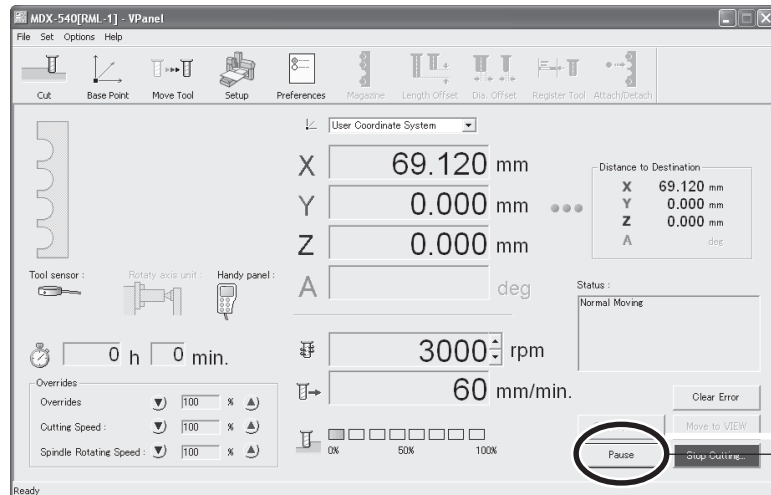 MDX-540[RML-1] - VPanel
File Set Options Help
Cut Base Point Move Tool Setup Preferences Magazine Length Offset Dia. Offset Register Tool Attach/Detach
User Coordinate System
X 69.120 mm
Y 0.000 mm
Z 0.000 mm
A deg
Distance to Destination
X 69.120 mm
Y 0.000 mm
Z 0.000 mm
A deg
Tool sensor : Rotaty axis unit : Handy panel :
Status :
Normal Moving
0 h 0 min.
3000 rpm
60 mm/min.
Overrides
Overrides 100 %
Cutting Speed : 100 %
Spindle Rotating Speed : 100 %
0% 50% 100%
Clear Error
Move to VIEW
Pause Stop Cutting...
Ready